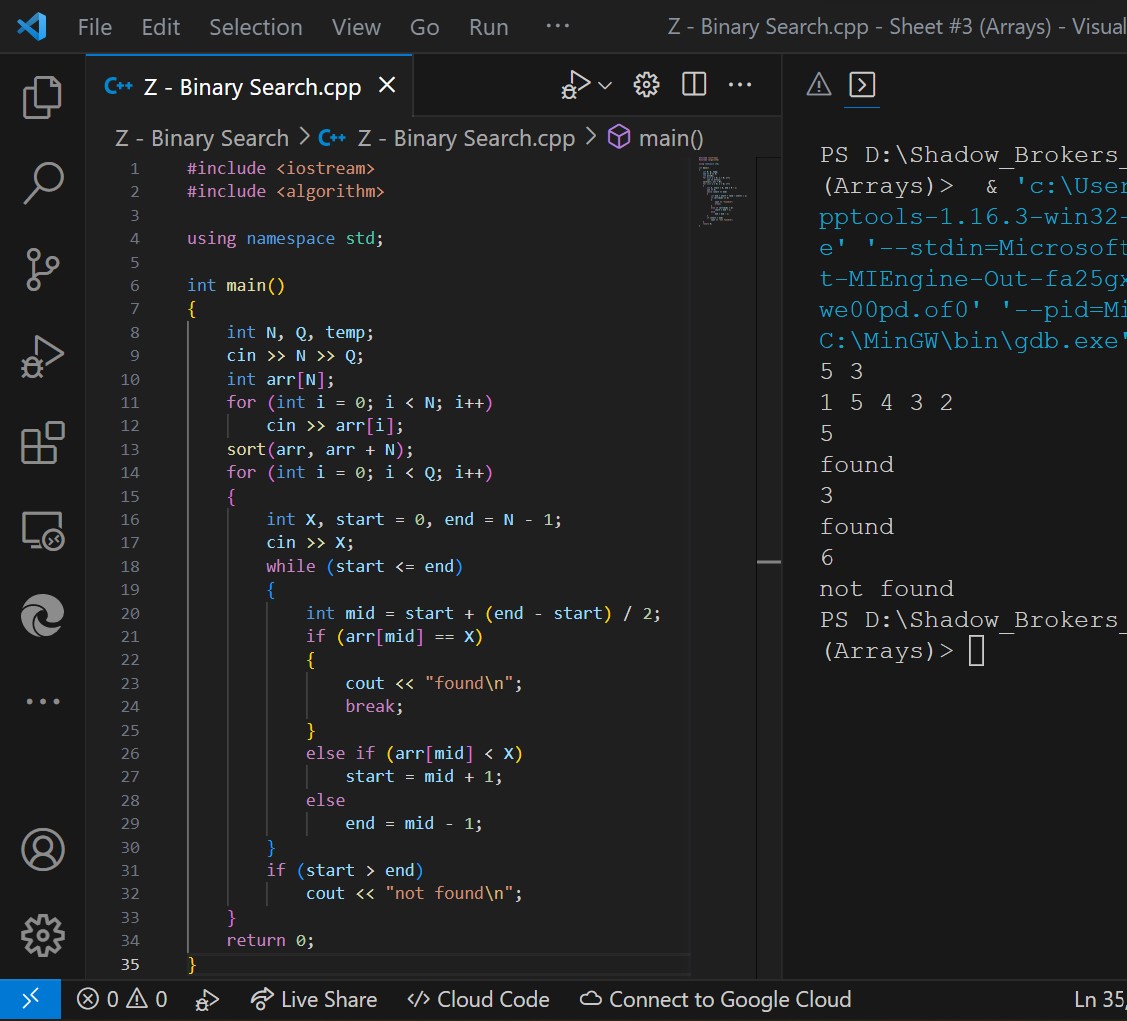 File Edit Selection View Go Run ··· Z - Binary Search.cpp - Sheet #3 (Arrays) - Visual
C++ Z - Binary Search.cpp
Z - Binary Search > C++ Z - Binary Search.cpp > main()
1 #include <iostream>
2 #include <algorithm>
3
4 using namespace std;
5
6 int main()
7 {
8 int N, Q, temp;
9 cin >> N >> Q;
10 int arr[N];
11 for (int i = 0; i < N; i++)
12 cin >> arr[i];
13 sort(arr, arr + N);
14 for (int i = 0; i < Q; i++)
15 {
16 int X, start = 0, end = N - 1;
17 cin >> X;
18 while (start <= end)
19 {
20 int mid = start + (end - start) / 2;
21 if (arr[mid] == X)
22 {
23 cout << "found\n";
24 break;
25 }
26 else if (arr[mid] < X)
27 start = mid + 1;
28 else
29 end = mid - 1;
30 }
31 if (start > end)
32 cout << "not found\n";
33 }
34 return 0;
35 }
PS D:\Shadow_Brokers_
(Arrays)> & 'c:\User
pptools-1.16.3-win32-
e' '--stdin=Microsoft
t-MIEngine-Out-fa25gx
we00pd.of0' '--pid=Mi
C:\MinGW\bin\gdb.exe'
5 3
1 5 4 3 2
5
found
3
found
6
not found
PS D:\Shadow_Brokers_
(Arrays)>
0 0 Live Share Cloud Code Connect to Google Cloud Ln 35,